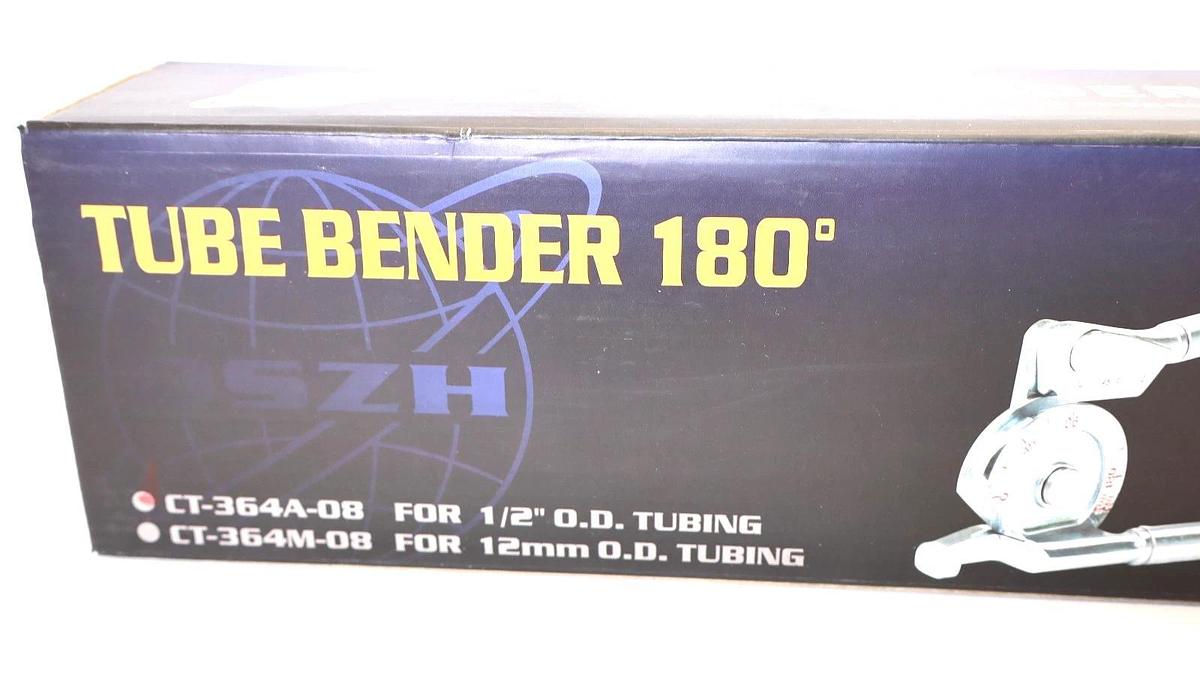 TUBE BENDER 180°
SZH
CT-364A-08 FOR 1/2" O.D. TUBING
CT-364M-08 FOR 12mm O.D. TUBING